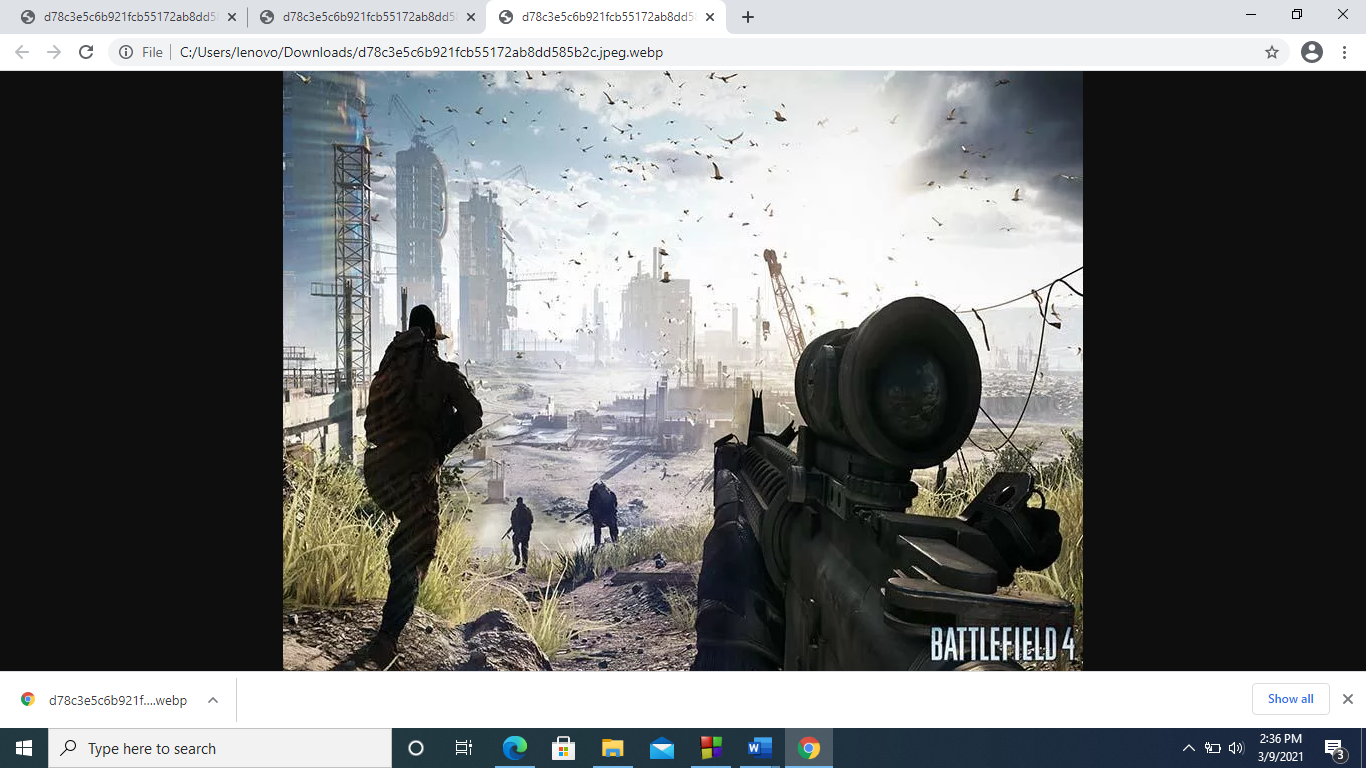 d78c3e5c6b921fcb55172ab8dd5
d78c3e5c6b921fcb55172ab8dd5
d78c3e5c6b921fcb55172ab8dd5
File
C:/Users/lenovo/Downloads/d78c3e5c6b921fcb55172ab8dd585b2c.jpeg.webp
BATTLEFIELD 4
d78c3e5c6b921f....webp
Show all
Type here to search
W
2:36 PM
3/9/2021
3